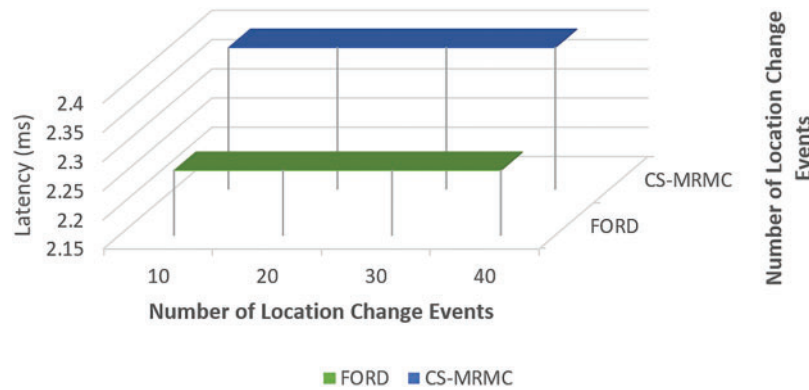 2.4
2.35
2.3
2.25
2.2
2.15
Latency (ms)
10 20 30 40
Number of Location Change Events
CS-MRMC
FORD
Number of Location Change
Events
FORD CS-MRMC